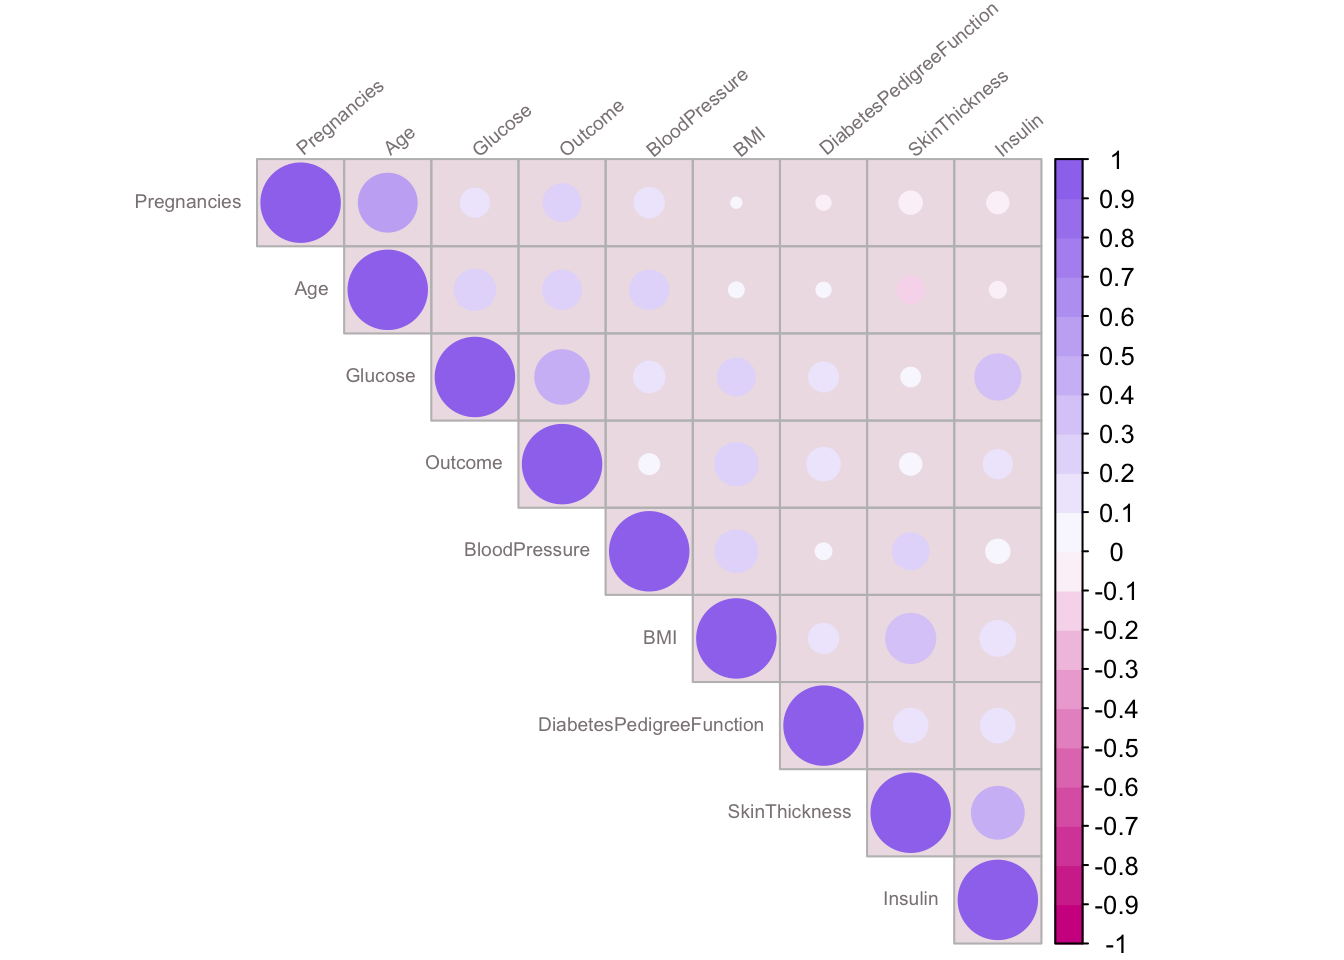 Pregnancies
Age
Glucose
Outcome
BloodPressure
BMI
DiabetesPedigreeFunction
SkinThickness
Insulin
Pregnancies
Age
Glucose
Outcome
BloodPressure
BMI
DiabetesPedigreeFunction
SkinThickness
Insulin
1
0.9
0.8
0.7
0.6
0.5
0.4
0.3
0.2
0.1
0
-0.1
-0.2
-0.3
-0.4
-0.5
-0.6
-0.7
-0.8
-0.9
-1